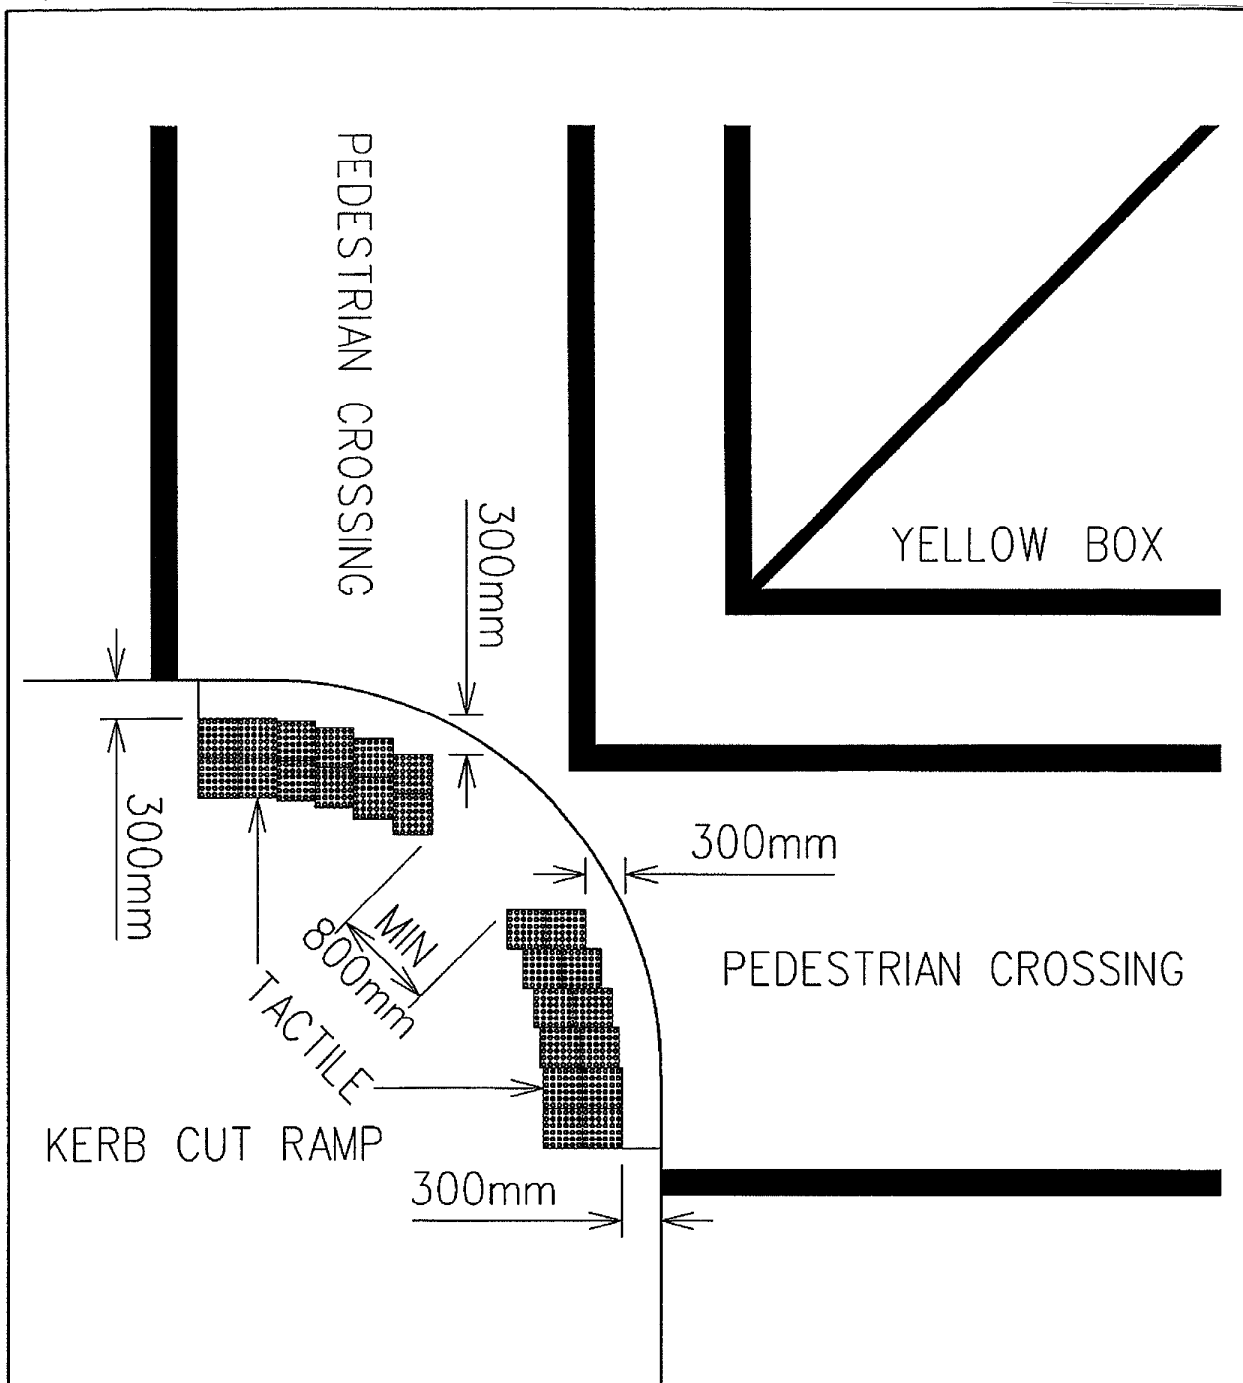 PEDESTRIAN CROSSING
300mm
YELLOW BOX
300mm
300mm
MIN
800mm
PEDESTRIAN CROSSING
TACTILE
KERB CUT RAMP
300mm